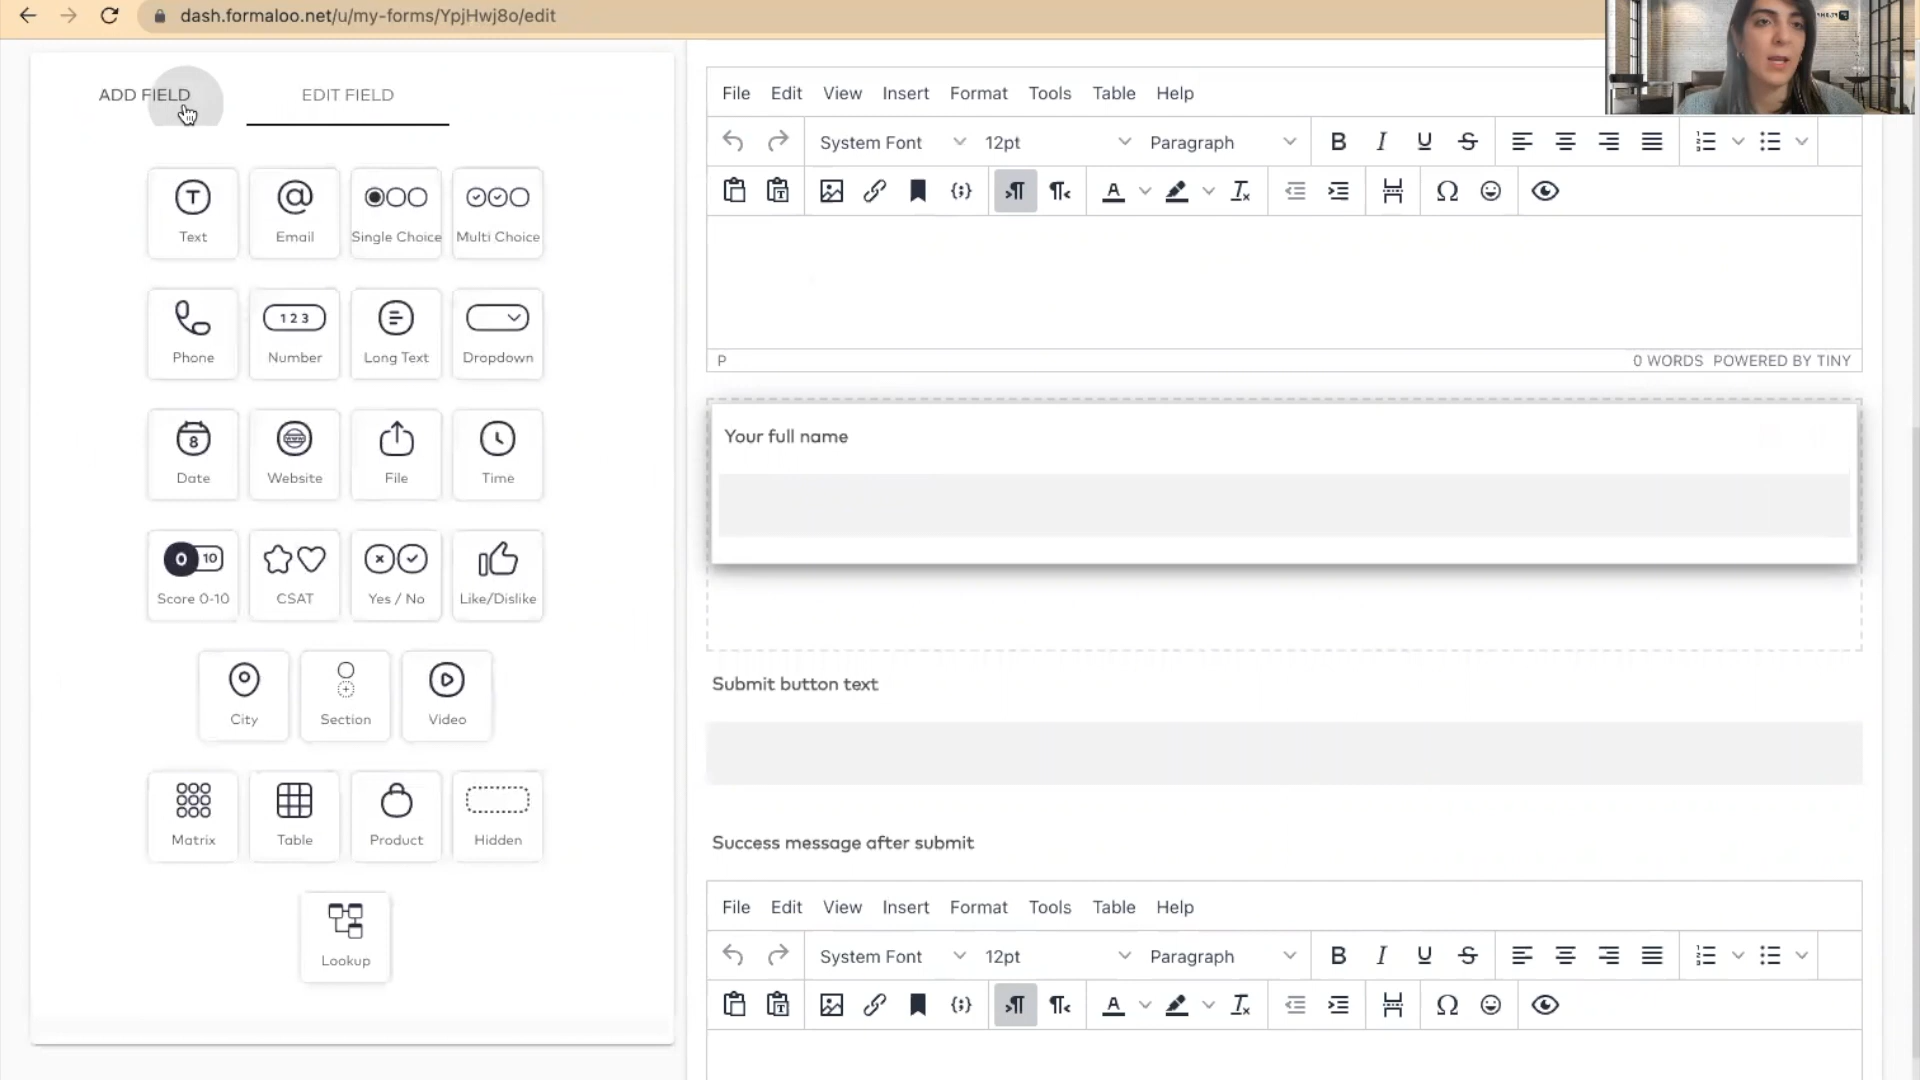 dash.formaloo.net/u/my-forms/YpjHwj8o/edit
ADD FIELD EDIT FIELD
Text Email Single Choice Multi Choice
1 2 3
Phone Number Long Text Dropdown
8 www
Date Website File Time
0 10
Score 0-10 CSAT Yes / No Like/Dislike
City Section Video
Matrix Table Product Hidden
Lookup
File Edit View Insert Format Tools Table Help
System Font 12pt Paragraph
P 0 WORDS POWERED BY TINY
Your full name
Submit button text
Success message after submit
File Edit View Insert Format Tools Table Help
System Font 12pt Paragraph